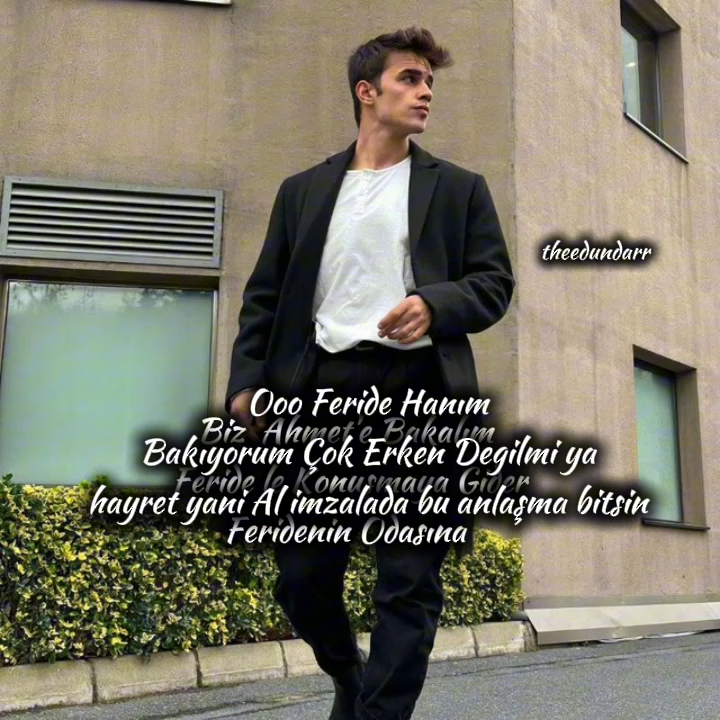 theedundarr
Ooo Feride Hanım
Biz Ahmet'e Bakalım
Bakıyorum Çok Erken Degilmi ya
Feride le Konuşmaya Gider
hayret yani Al imzalada bu anlaşma bitsin
Feridenin Odasına